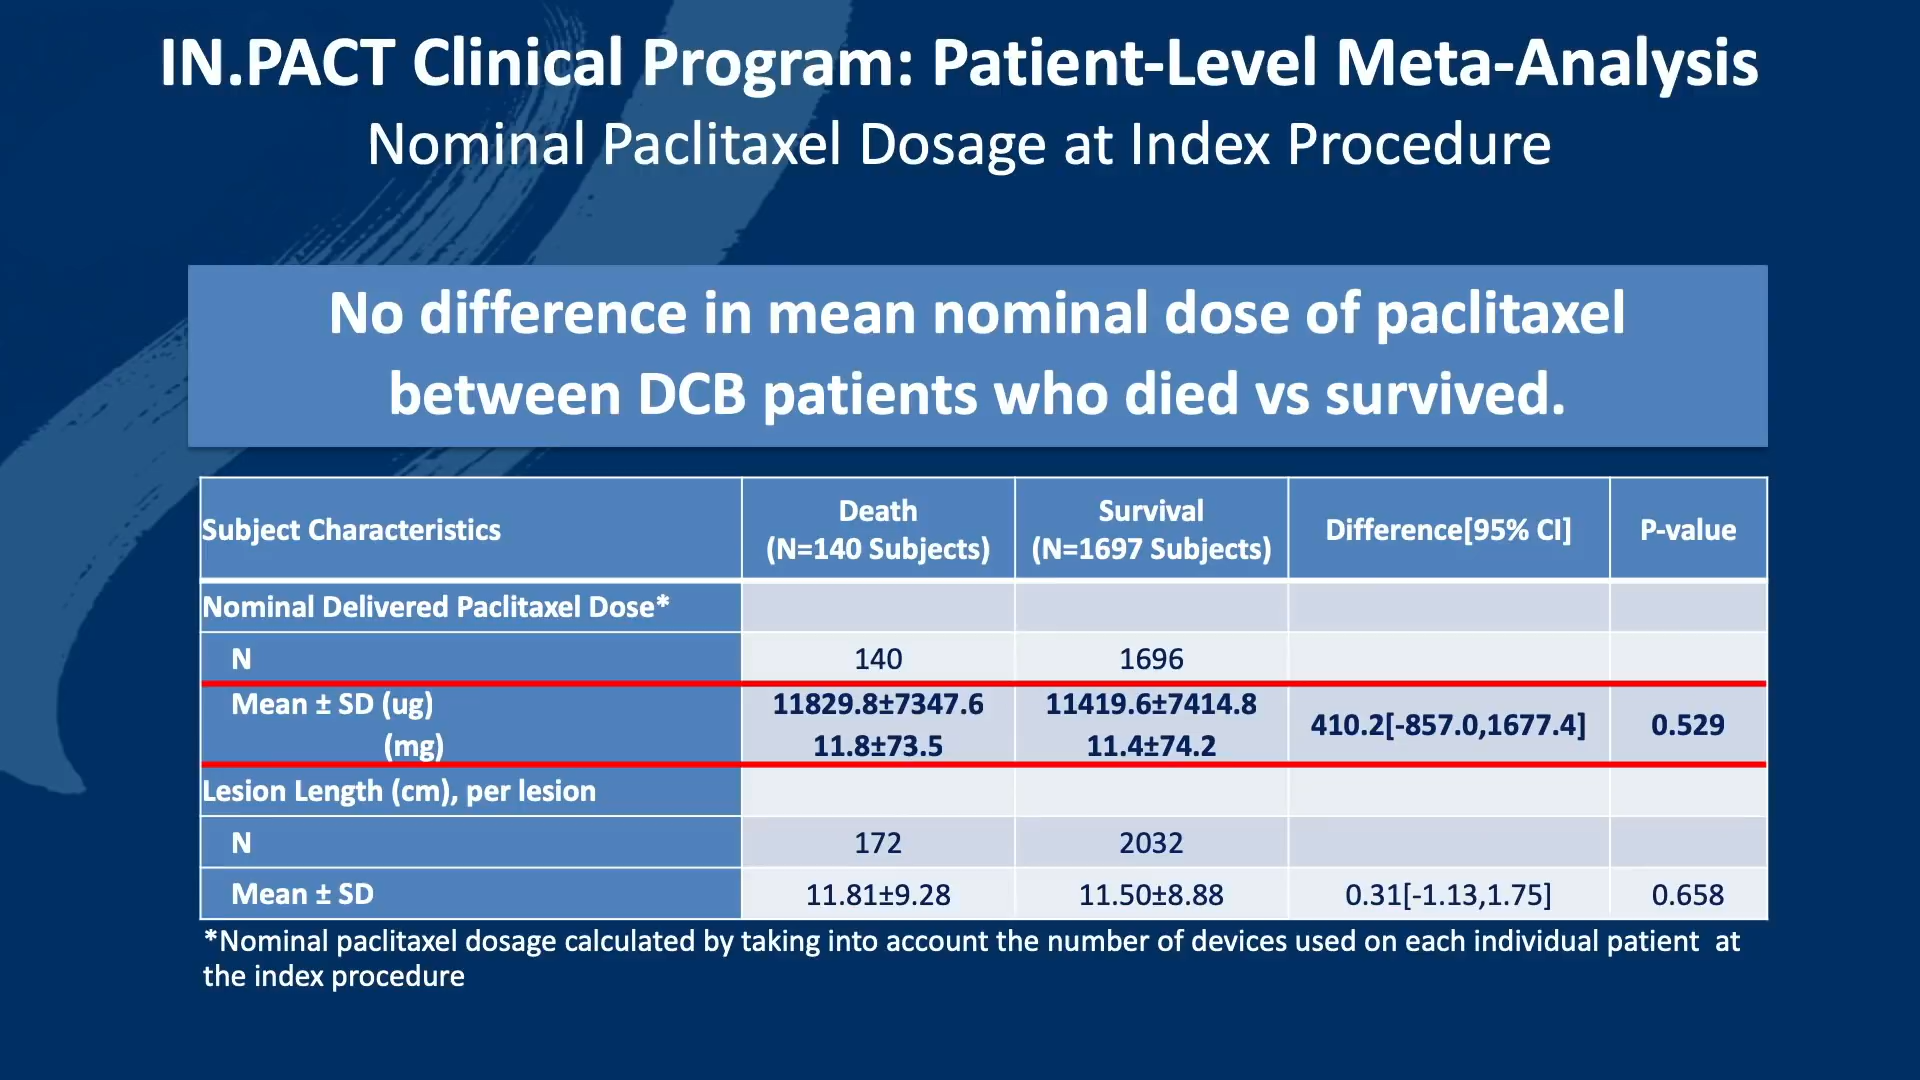 IN.PACT Clinical Program: Patient-Level Meta-Analysis
Nominal Paclitaxel Dosage at Index Procedure
No difference in mean nominal dose of paclitaxel
between DCB patients who died vs survived.
Subject Characteristics Death (N=140 Subjects) Survival (N=1697 Subjects) Difference[95% CI] P-value
Nominal Delivered Paclitaxel Dose*
N 140 1696
Mean ± SD (ug) 11829.8±7347.6 11419.6±7414.8 410.2[-857.0,1677.4] 0.529
(mg) 11.8±73.5 11.4±74.2
Lesion Length (cm), per lesion
N 172 2032
Mean ± SD 11.81±9.28 11.50±8.88 0.31[-1.13,1.75] 0.658
*Nominal paclitaxel dosage calculated by taking into account the number of devices used on each individual patient at
the index procedure